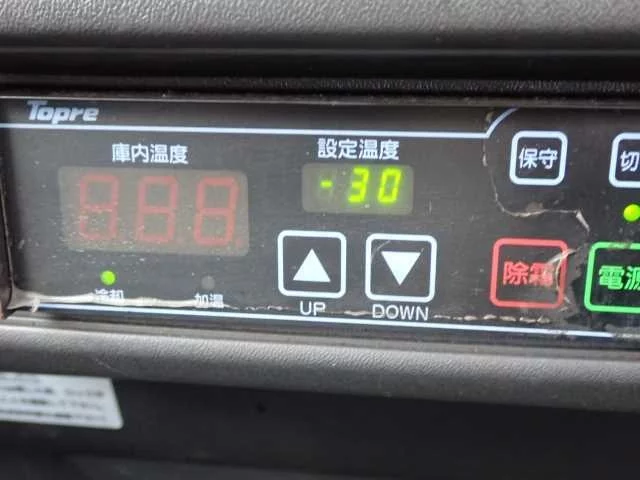 Topre
庫内温度
設定温度
保守
切
888
-30
冷却
加温
UP
DOWN
除霜
電源